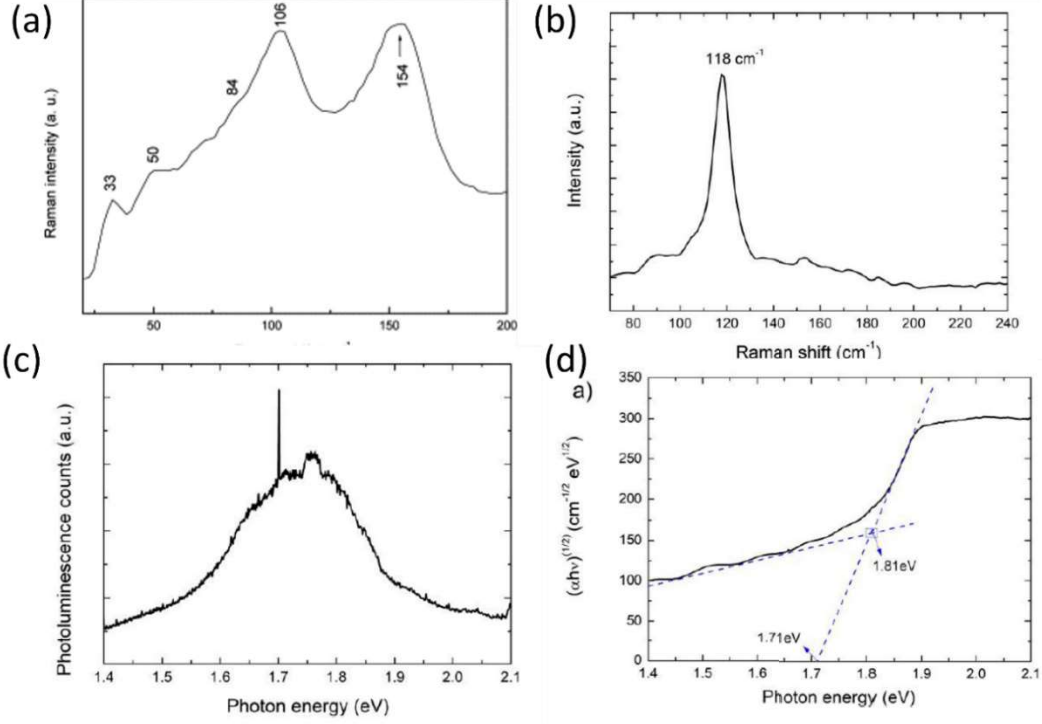 (a)
Raman intensity (a. u.)
33
50
84
106
154
50
100
150
200
(b)
Intensity (a.u.)
118 cm⁻¹
80
100
120
140
160
180
200
220
240
Raman shift (cm⁻¹)
(c)
Photoluminescence counts (a.u.)
1.4
1.5
1.6
1.7
1.8
1.9
2.0
2.1
Photon energy (eV)
(d)
a)
(αhν)⁽¹/²⁾(cm⁻¹/² eV¹/²)
350
300
250
200
150
100
50
0
1.81eV
1.71eV
1.4
1.5
1.6
1.7
1.8
1.9
2.0
2.1
Photon energy (eV)